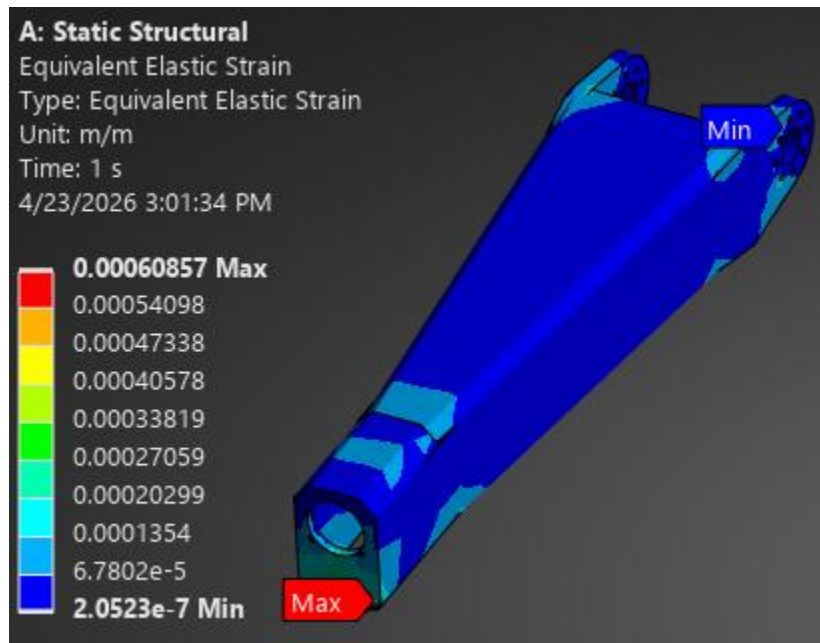 A: Static Structural
Equivalent Elastic Strain
Type: Equivalent Elastic Strain
Unit: m/m
Time: 1 s
4/23/2026 3:01:34 PM
0.00060857 Max
0.00054098
0.00047338
0.00040578
0.00033819
0.00027059
0.00020299
0.0001354
6.7802e-5
2.0523e-7 Min
Min
Max